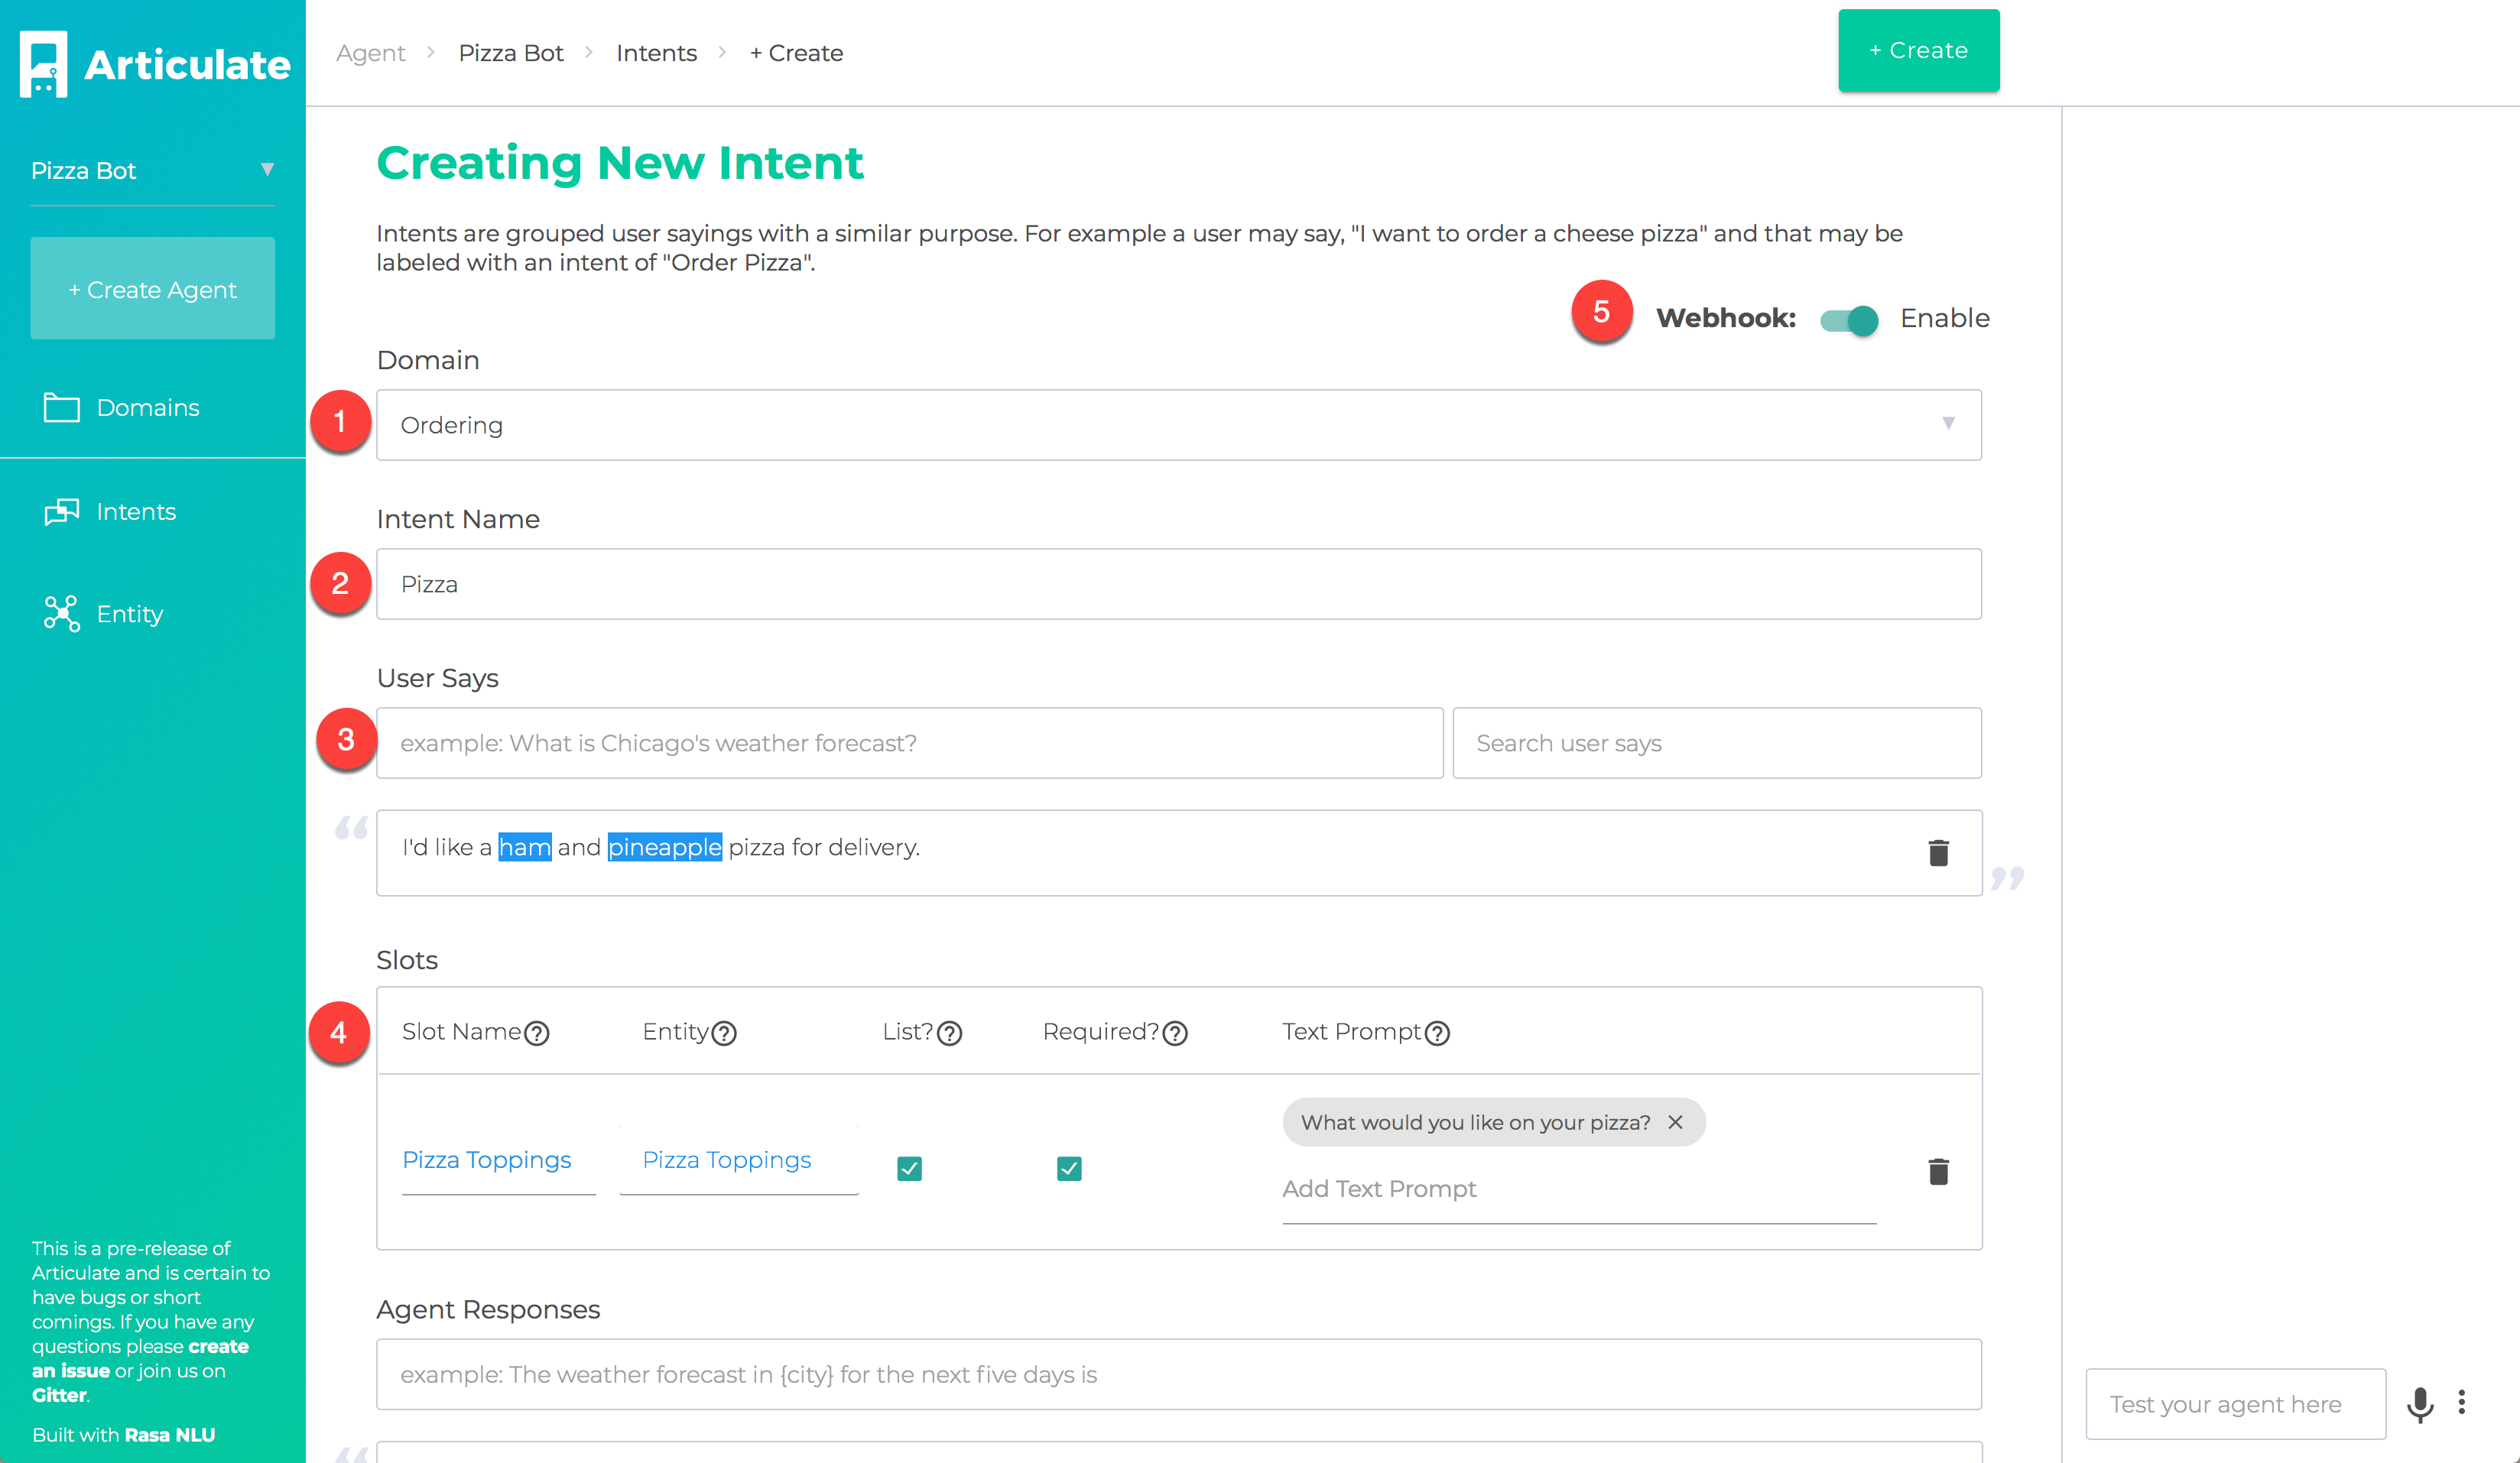 Articulate
Agent > Pizza Bot > Intents > + Create
+ Create
Pizza Bot
+ Create Agent
Domains
Intents
Entity
This is a pre-release of
Articulate and is certain to
have bugs or short
comings. If you have any
questions please create
an issue or join us on
Gitter.
Built with Rasa NLU
Creating New Intent
Intents are grouped user sayings with a similar purpose. For example a user may say, "I want to order a cheese pizza" and that may be
labeled with an intent of "Order Pizza".
5 Webhook: Enable
Domain
1 Ordering
Intent Name
2 Pizza
User Says
3 example: What is Chicago's weather forecast? Search user says
“ I'd like a ham and pineapple pizza for delivery. ”
Slots
4 Slot Name? Entity? List?? Required?? Text Prompt?
What would you like on your pizza? ×
Pizza Toppings Pizza Toppings
Add Text Prompt
Agent Responses
example: The weather forecast in {city} for the next five days is
“
Test your agent here